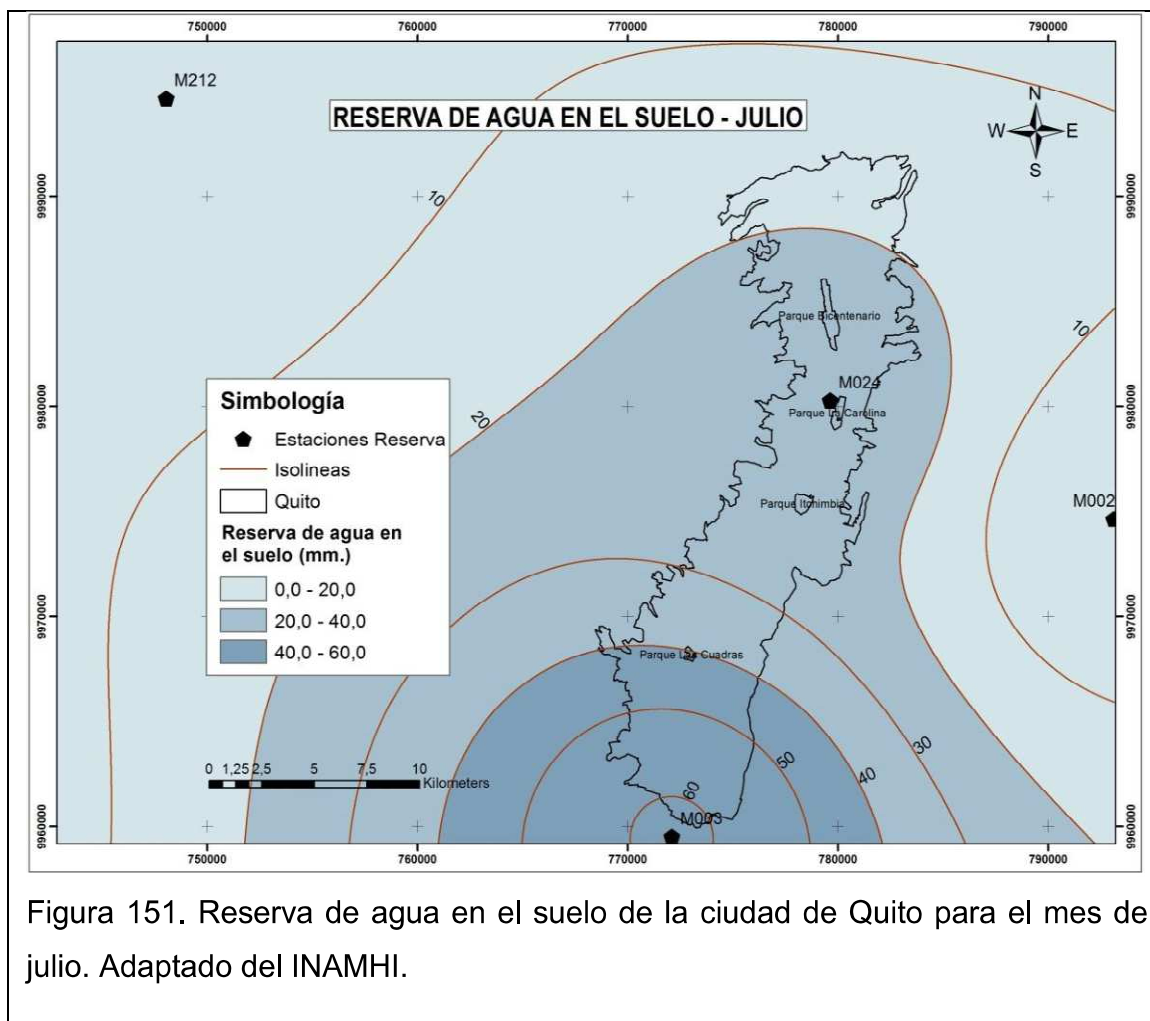 750000 760000 770000 780000 790000
M212
RESERVA DE AGUA EN EL SUELO - JULIO
N
W E
S
9990000 9990000
10
Parque Bicentenario
10
M024
9980000 9980000
Parque La Carolina
20
Simbología
Estaciones Reserva
Isolineas
Quito
Reserva de agua en
el suelo (mm.)
0,0 - 20,0
20,0 - 40,0
40,0 - 60,0
M002
Parque Itchimbia
9970000 9970000
Parque Las Cuadras
30
40
50
60
0 1,25 2,5 5 7,5 10
Kilometers
M003
9960000 9960000
750000 760000 770000 780000 790000
Figura 151. Reserva de agua en el suelo de la ciudad de Quito para el mes de
julio. Adaptado del INAMHI.